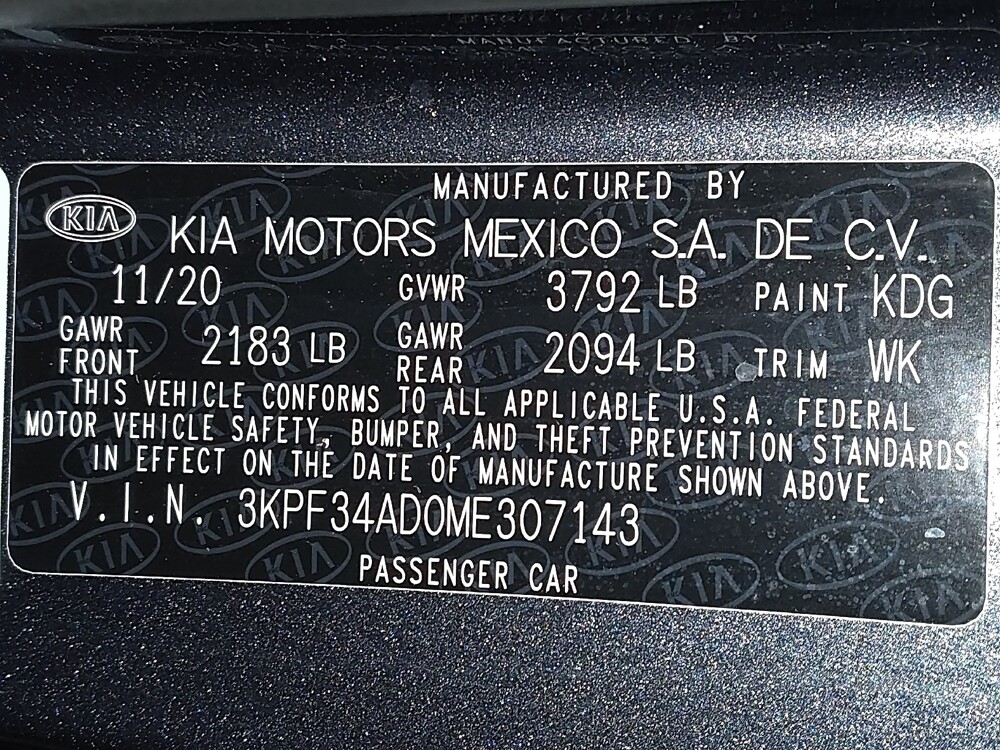 MANUFACTURED BY
KIA KIA MOTORS MEXICO S.A. DE C.V.
11/20 GVWR 3792 LB PAINT KDG
GAWR FRONT 2183 LB GAWR REAR 2094 LB TRIM WK
THIS VEHICLE CONFORMS TO ALL APPLICABLE U.S.A. FEDERAL
MOTOR VEHICLE SAFETY, BUMPER, AND THEFT PREVENTION STANDARDS
IN EFFECT ON THE DATE OF MANUFACTURE SHOWN ABOVE.
V.I.N. 3KPF34AD0ME307143
PASSENGER CAR